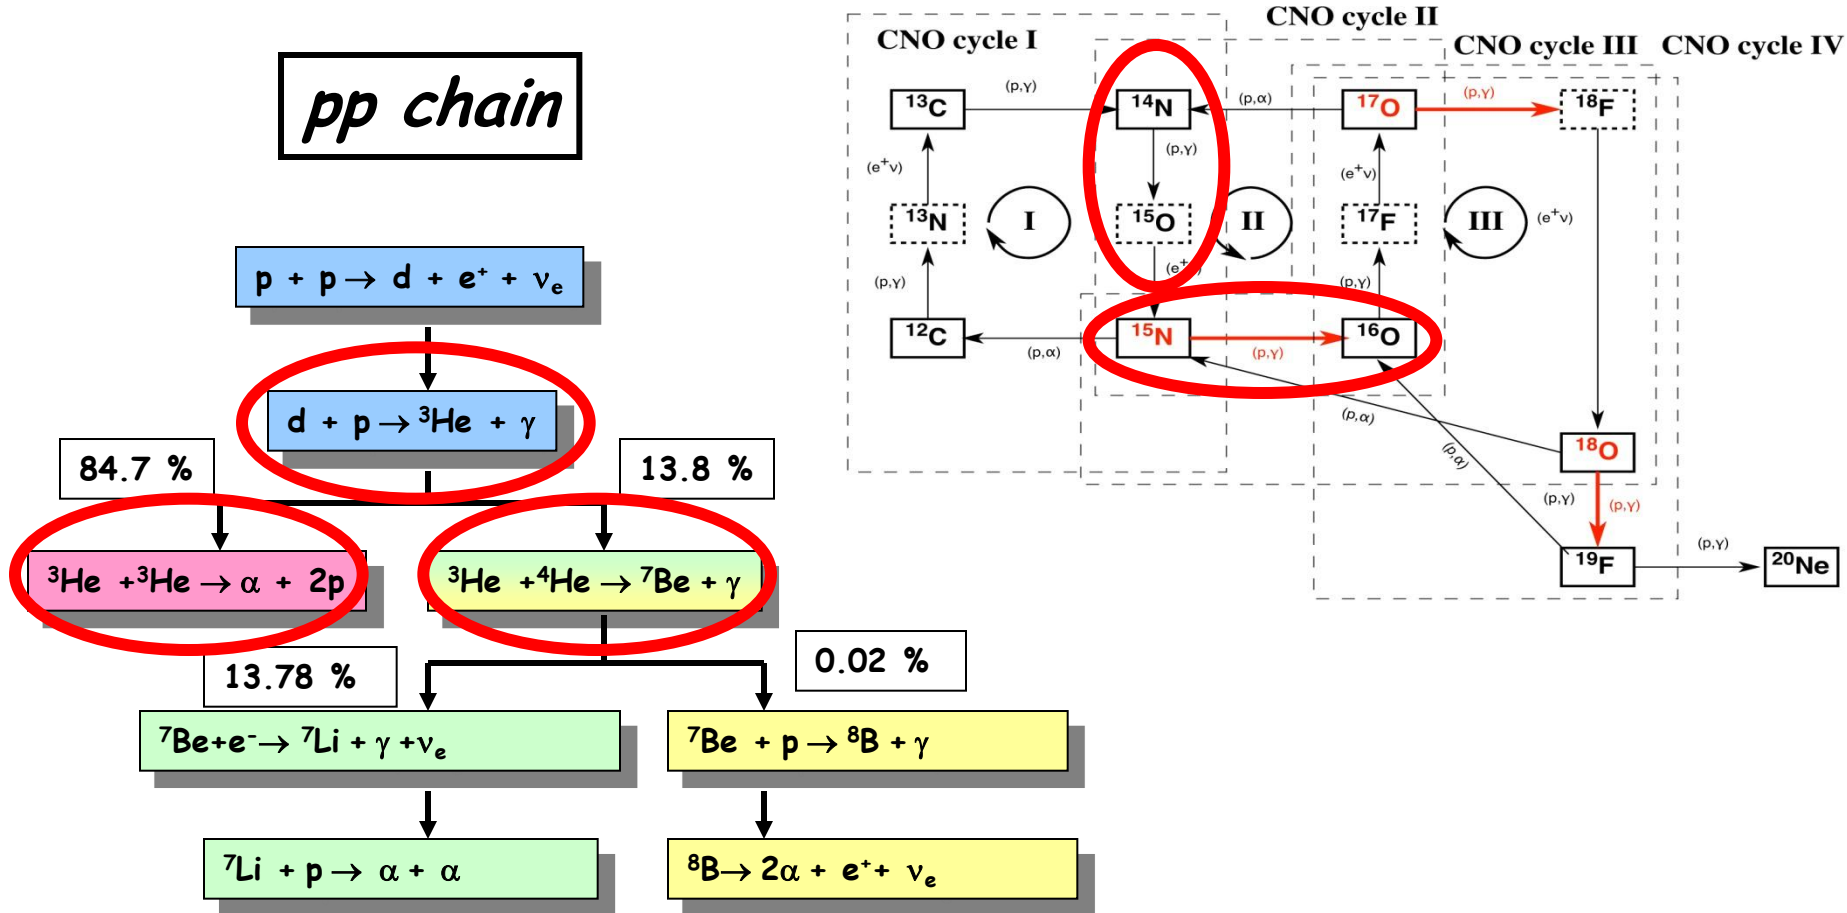 pp chain
p + p → d + e⁺ + νₑ
d + p → ³He + γ
84.7 %
13.8 %
³He +³He → α + 2p
³He +⁴He → ⁷Be + γ
13.78 %
0.02 %
⁷Be+e⁻→ ⁷Li + γ +νₑ
⁷Be + p → ⁸B + γ
⁷Li + p → α + α
⁸B→ 2α + e⁺+ νₑ
CNO cycle I
CNO cycle II
CNO cycle III
CNO cycle IV
¹³C
(p,γ)
¹⁴N
(p,α)
¹⁷O
(p,γ)
¹⁸F
(e⁺ν)
(p,γ)
(e⁺ν)
¹³N
I
¹⁵O
II
¹⁷F
III
(e⁺ν)
(p,γ)
(p,γ)
¹²C
(p,α)
¹⁵N
(p,γ)
¹⁶O
(p,α)
(p,α)
¹⁸O
(p,γ)
(p,γ)
¹⁹F
(p,γ)
²⁰Ne